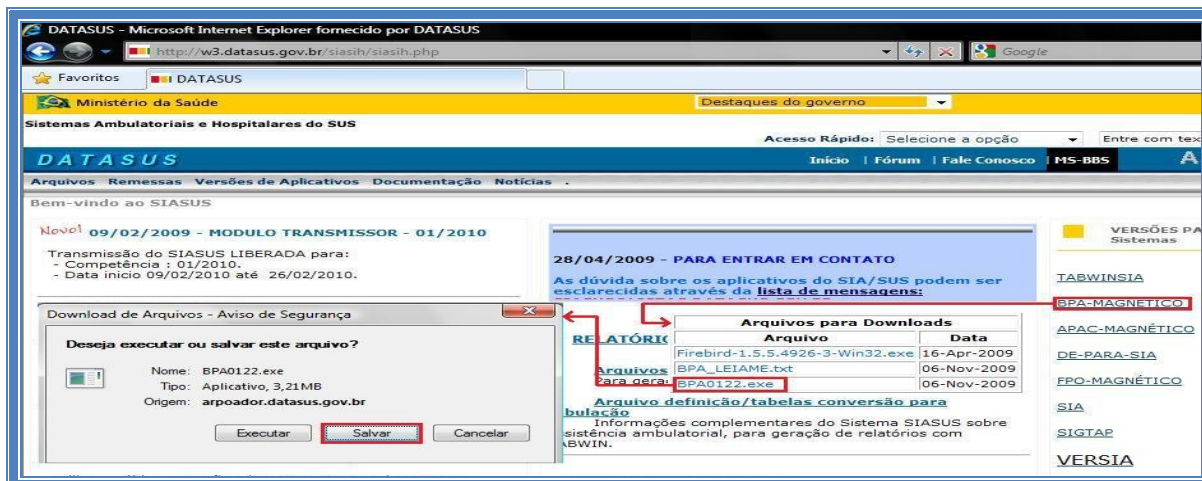 DATASUS - Microsoft Internet Explorer fornecido por DATASUS
http://w3.datasus.gov.br/siasih/siasih.php
Google
Favoritos
DATASUS
Ministério da Saúde
Destaques do governo
Sistemas Ambulatoriais e Hospitalares do SUS
Acesso Rápido: Selecione a opção
Entre com tex
DATASUS
Início | Fórum | Fale Conosco | MS-BBS A
Arquivos Remessas Versões de Aplicativos Documentação Notícias .
Bem-vindo ao SIASUS
Novo! 09/02/2009 - MODULO TRANSMISSOR - 01/2010
Transmissão do SIASUS LIBERADA para:
- Competência : 01/2010.
- Data inicio 09/02/2010 até 26/02/2010.
Download de Arquivos - Aviso de Segurança
Deseja executar ou salvar este arquivo?
Nome: BPA0122.exe
Tipo: Aplicativo, 3,21MB
Origem: arpoador.datasus.gov.br
Executar Salvar Cancelar
28/04/2009 - PARA ENTRAR EM CONTATO
As dúvida sobre os aplicativos do SIA/SUS podem ser
esclarecidas através da lista de mensagens:
RELATÓRIO
Arquivos para Downloads
Arquivo Data
Firebird-1.5.5.4926-3-Win32.exe 16-Apr-2009
BPA_LEIAME.txt 06-Nov-2009
BPA0122.exe 06-Nov-2009
Arquivos
Para gera
Arquivo definição/tabelas conversão para
bulação
Informações complementares do Sistema SIASUS sobre
sistência ambulatorial, para geração de relatórios com
ABWIN.
VERSÕES PA
Sistemas
TABWINSIA
BPA-MAGNETICO
APAC-MAGNÉTICO
DE-PARA-SIA
FPO-MAGNÉTICO
SIA
SIGTAP
VERSIA